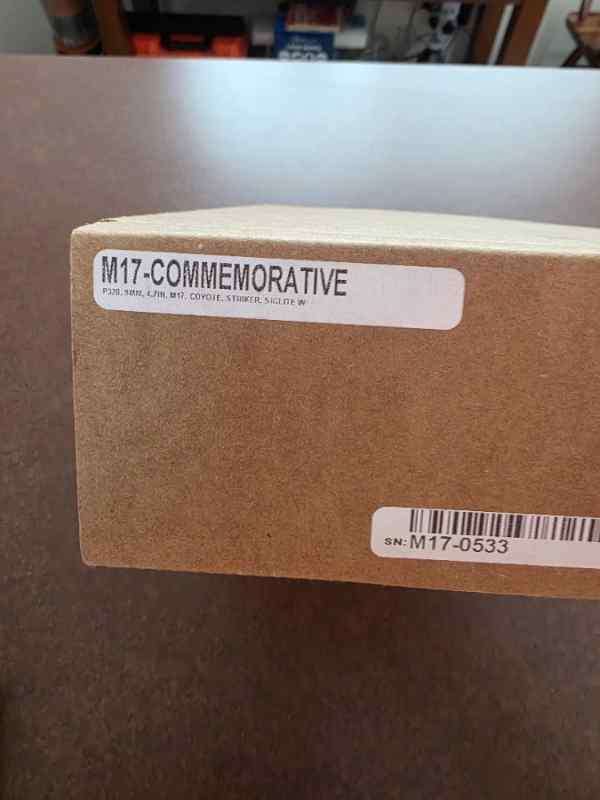 M17-COMMEMORATIVE
P320, 9MM, 4.7IN, M17, COYOTE, STRIKER, SIGLITE W
SN: M17-0533